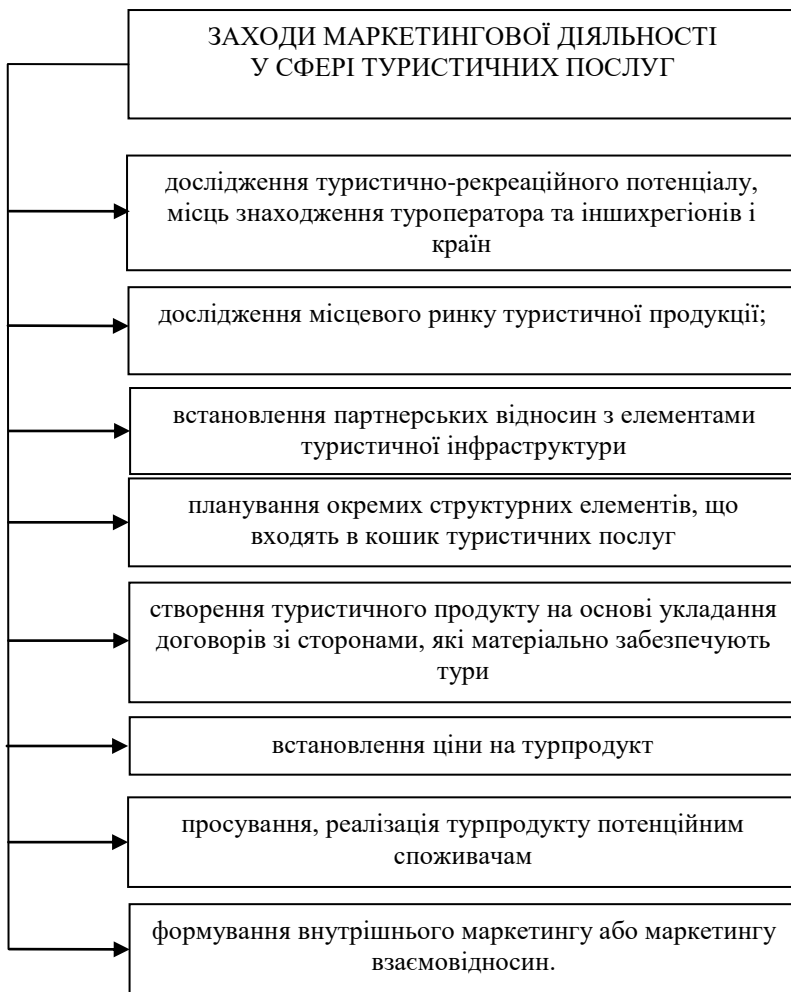 ЗАХОДИ МАРКЕТИНГОВОЇ ДІЯЛЬНОСТІ
У СФЕРІ ТУРИСТИЧНИХ ПОСЛУГ
дослідження туристично-рекреаційного потенціалу,
місць знаходження туроператора та іншихрегіонів і
країн
дослідження місцевого ринку туристичної продукції;
встановлення партнерських відносин з елементами
туристичної інфраструктури
планування окремих структурних елементів, що
входять в кошик туристичних послуг
створення туристичного продукту на основі укладання
договорів зі сторонами, які матеріально забезпечують
тури
встановлення ціни на турпродукт
просування, реалізація турпродукту потенційним
споживачам
формування внутрішнього маркетингу або маркетингу
взаємовідносин.